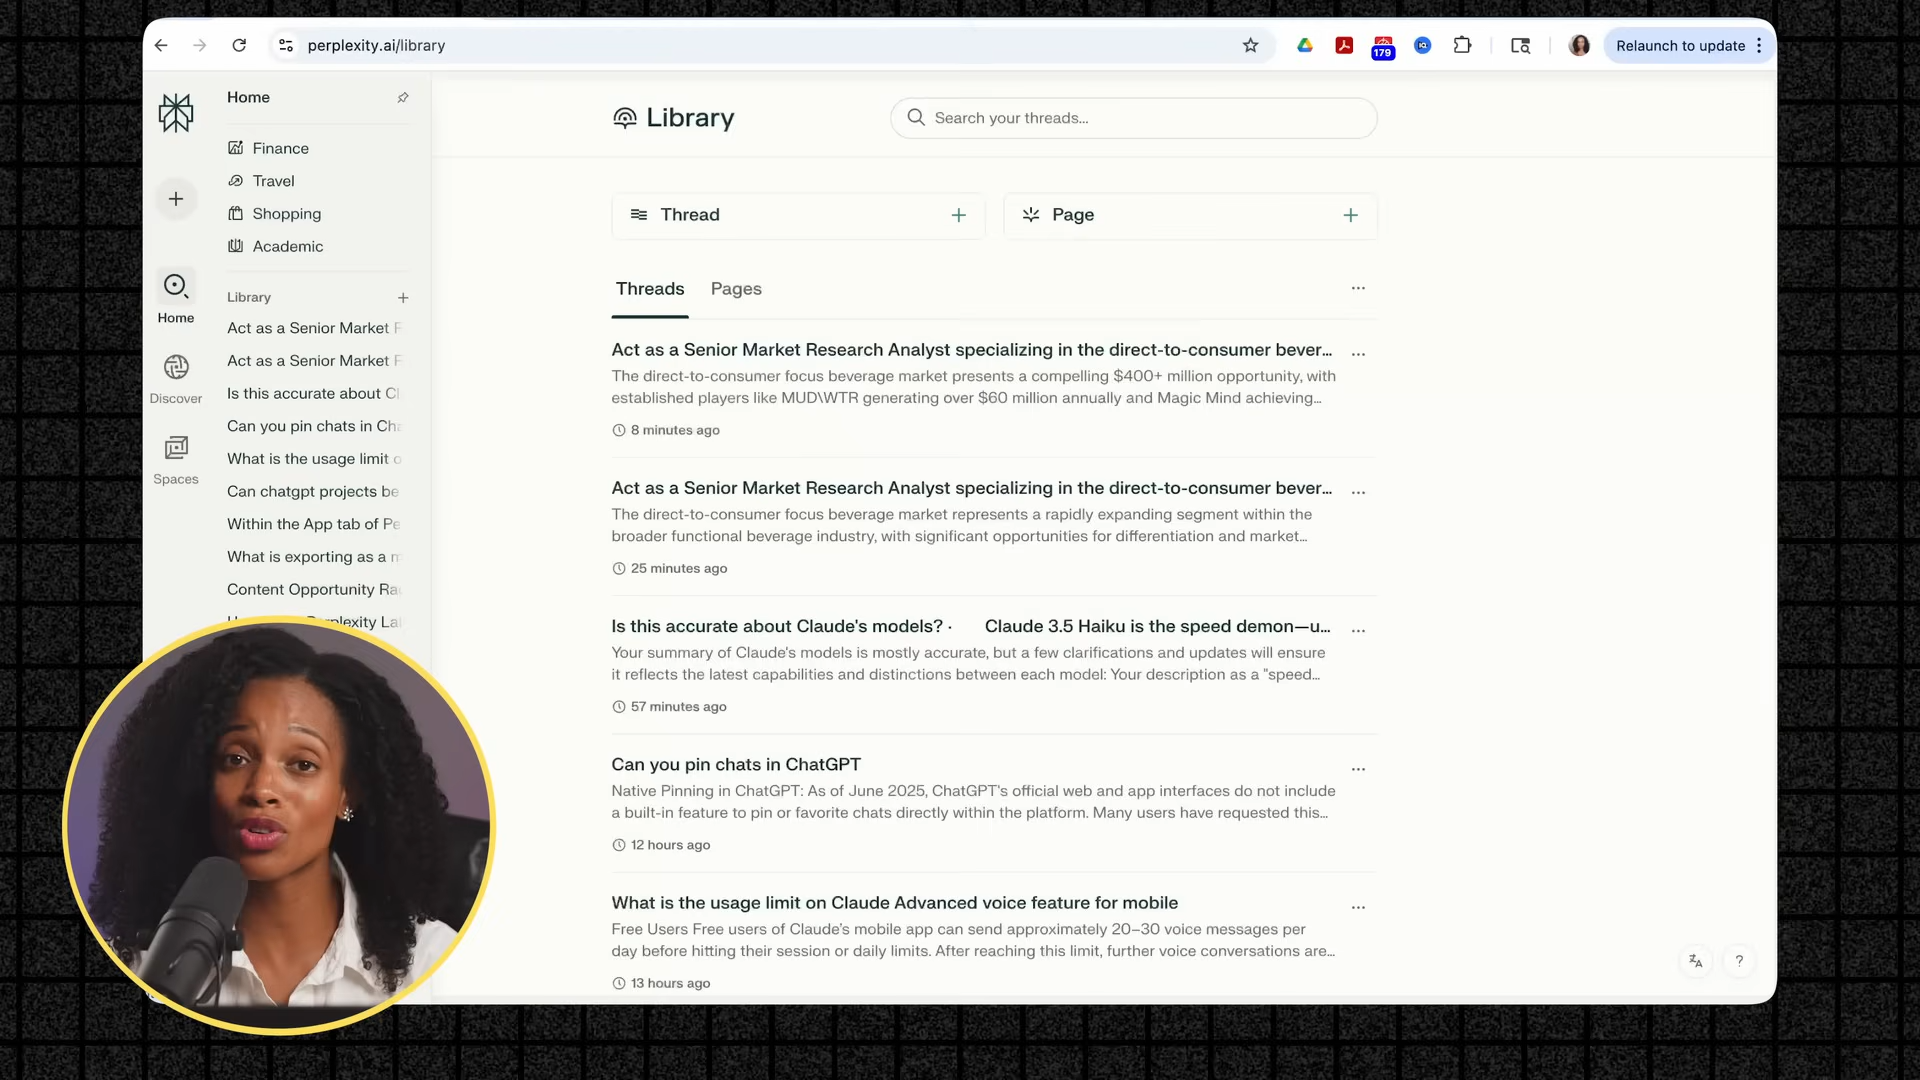 perplexity.ai/library
179
Relaunch to update
Home
Finance
Travel
Shopping
Academic
Library
Act as a Senior Market
Act as a Senior Market
Is this accurate about
Can you pin chats in
What is the usage limit
Can chatgpt projects be
Within the App tab of
What is exporting as a
Content Opportunity
Home
Discover
Spaces
Library
Search your threads...
Thread
Page
Threads Pages
Act as a Senior Market Research Analyst specializing in the direct-to-consumer bever...
The direct-to-consumer focus beverage market presents a compelling $400+ million opportunity, with
established players like MUD\WTR generating over $60 million annually and Magic Mind achieving...
8 minutes ago
Act as a Senior Market Research Analyst specializing in the direct-to-consumer bever...
The direct-to-consumer focus beverage market represents a rapidly expanding segment within the
broader functional beverage industry, with significant opportunities for differentiation and market...
25 minutes ago
Is this accurate about Claude's models? · Claude 3.5 Haiku is the speed demon—u...
Your summary of Claude's models is mostly accurate, but a few clarifications and updates will ensure
it reflects the latest capabilities and distinctions between each model: Your description as a "speed...
57 minutes ago
Can you pin chats in ChatGPT
Native Pinning in ChatGPT: As of June 2025, ChatGPT's official web and app interfaces do not include
a built-in feature to pin or favorite chats directly within the platform. Many users have requested this...
12 hours ago
What is the usage limit on Claude Advanced voice feature for mobile
Free Users Free users of Claude's mobile app can send approximately 20–30 voice messages per
day before hitting their session or daily limits. After reaching this limit, further voice conversations are...
13 hours ago
?